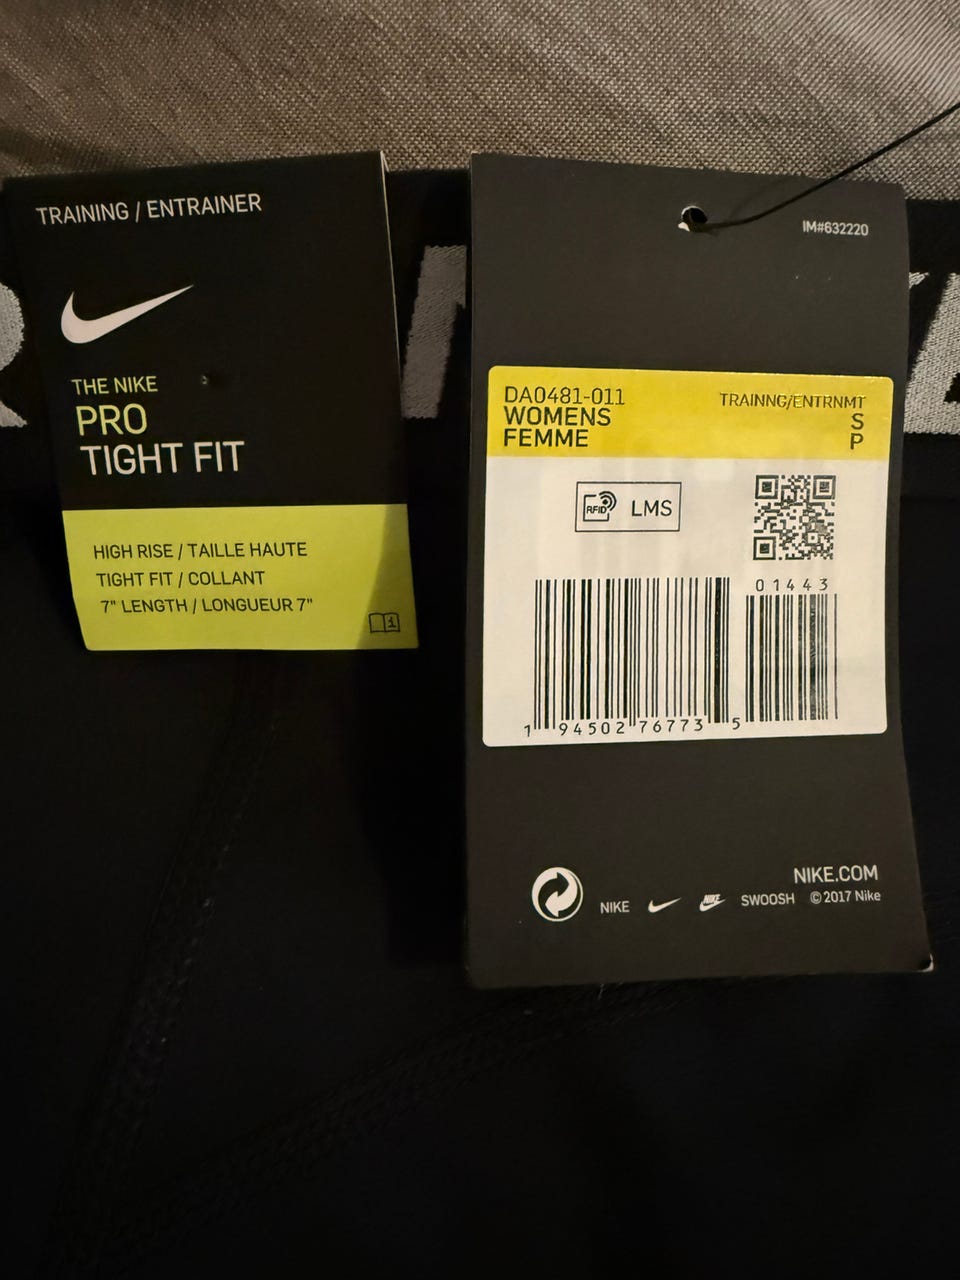 TRAINING / ENTRAINER
THE NIKE
PRO
TIGHT FIT
HIGH RISE / TAILLE HAUTE
TIGHT FIT / COLLANT
7" LENGTH / LONGUEUR 7"
IM#632220
DA0481-011
WOMENS
FEMME
TRAINNG/ENTRNMT
S
P
RFID LMS
01443
1 94502 76773 5
NIKE.COM
NIKE NIKE SWOOSH ©2017 Nike